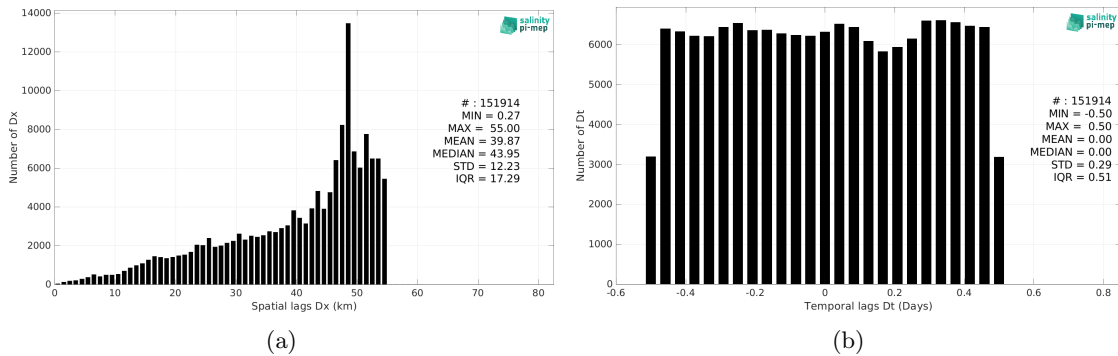 14000
12000
10000
8000
6000
4000
2000
0
Number of Dx
salinity
pi-mep
# : 151914
MIN = 0.27
MAX = 55.00
MEAN = 39.87
MEDIAN = 43.95
STD = 12.23
IQR = 17.29
0 10 20 30 40 50 60 70 80
Spatial lags Dx (km)
(a)
6000
5000
4000
3000
2000
1000
0
Number of Dt
salinity
pi-mep
# : 151914
MIN = -0.50
MAX = 0.50
MEAN = 0.00
MEDIAN = 0.00
STD = 0.29
IQR = 0.51
-0.6 -0.4 -0.2 0 0.2 0.4 0.6 0.8
Temporal lags Dt (Days)
(b)